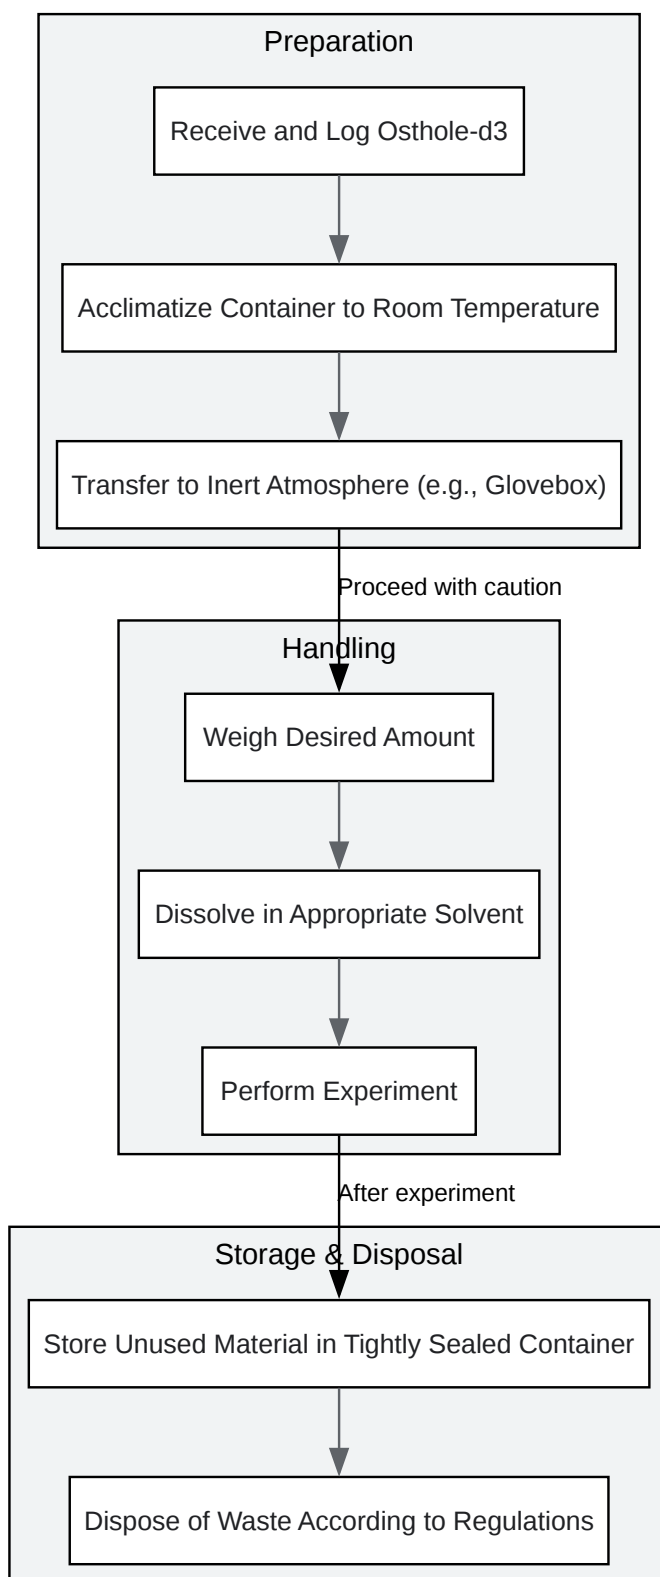 Preparation
Receive and Log Osthole-d3
Acclimatize Container to Room Temperature
Transfer to Inert Atmosphere (e.g., Glovebox)
Proceed with caution
Handling
Weigh Desired Amount
Dissolve in Appropriate Solvent
Perform Experiment
After experiment
Storage & Disposal
Store Unused Material in Tightly Sealed Container
Dispose of Waste According to Regulations